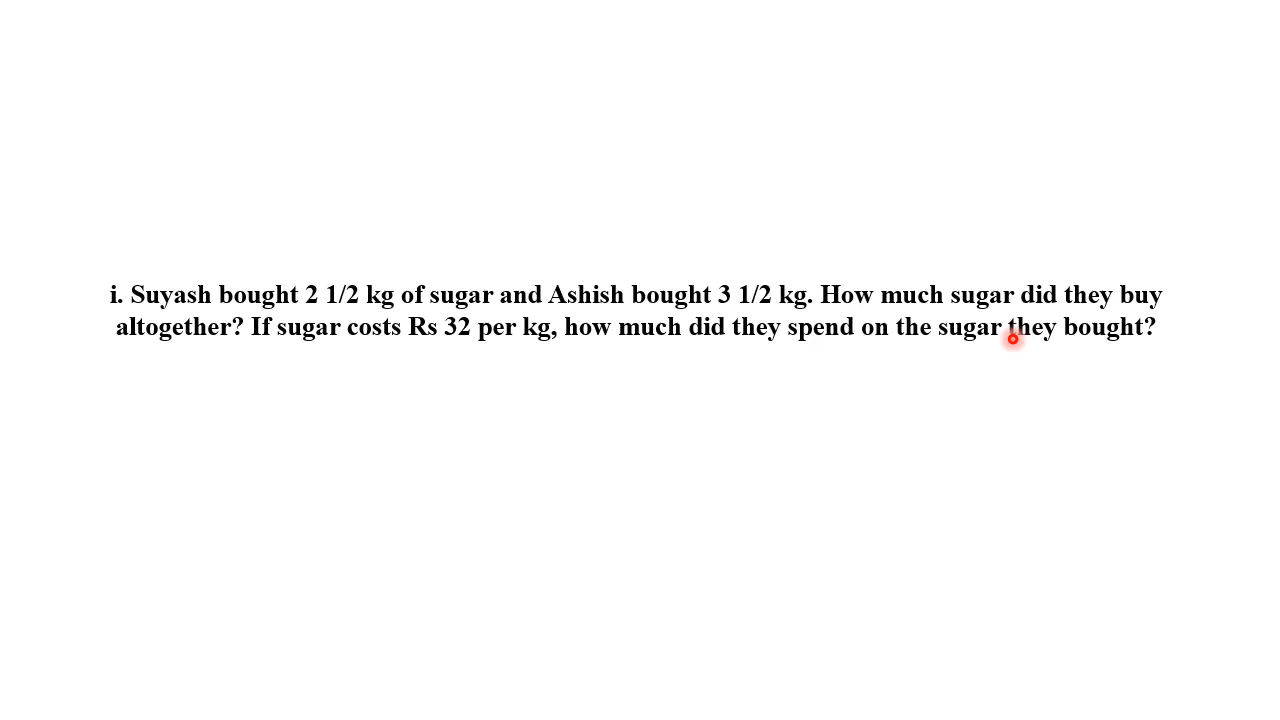 i. Suyash bought 2 1/2 kg of sugar and Ashish bought 3 1/2 kg. How much sugar did they buy
altogether? If sugar costs Rs 32 per kg, how much did they spend on the sugar they bought?